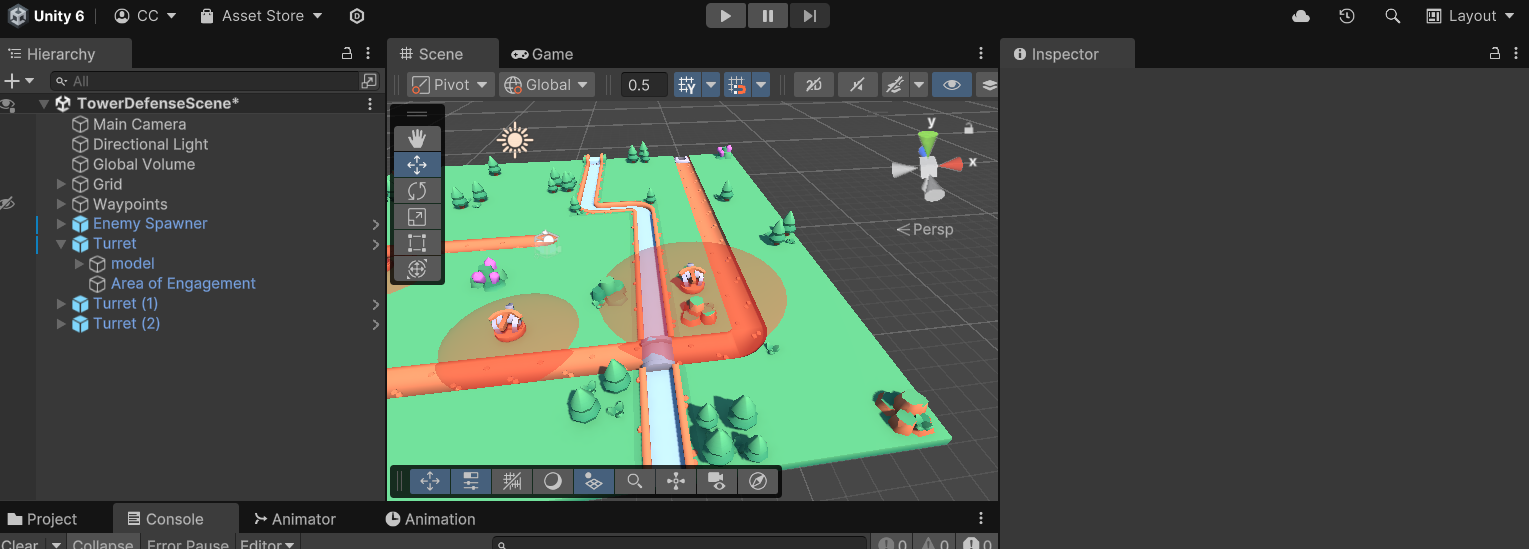 Unity 6 CC Asset Store Layout
Hierarchy
All
TowerDefenseScene*
Main Camera
Directional Light
Global Volume
Grid
Waypoints
Enemy Spawner
Turret
model
Area of Engagement
Turret (1)
Turret (2)
Scene Game
Pivot Global 0.5 2D
y
x
Persp
Inspector
Project Console Animator Animation
Clear Collapse Error Pause Editor 0 0 0